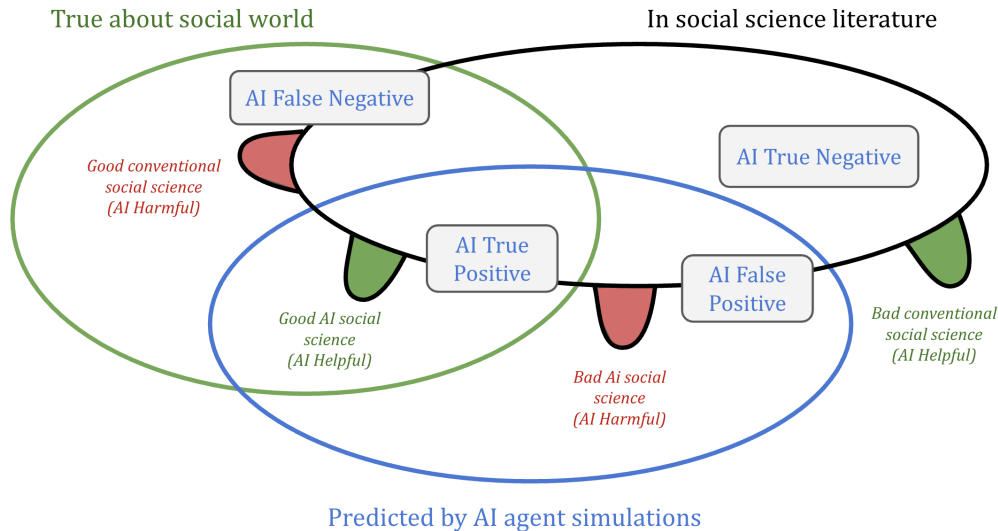 True about social world
In social science literature
AI False Negative
AI True Negative
Good conventional
social science
(AI Harmful)
AI True
Positive
AI False
Positive
Good AI social
science
(AI Helpful)
Bad conventional
social science
(AI Helpful)
Bad Ai social
science
(AI Harmful)
Predicted by AI agent simulations